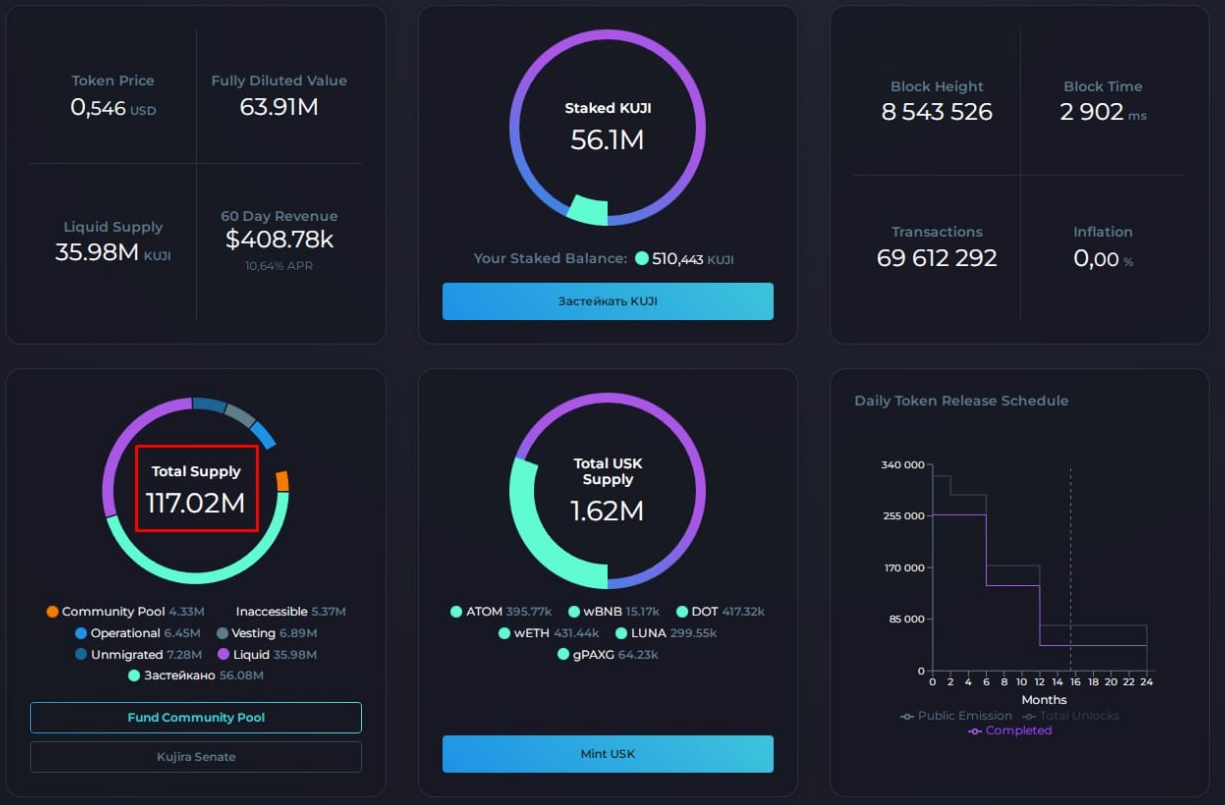 Token Price
0,546 USD
Fully Diluted Value
63.91M
Liquid Supply
35.98M KUJI
60 Day Revenue
$408.78k
10,64% APR
Staked KUJI
56.1M
Your Staked Balance: 510,443 KUJI
Застейкать KUJI
Block Height
8 543 526
Block Time
2 902 ms
Transactions
69 612 292
Inflation
0,00 %
Total Supply
117.02M
Community Pool 4.33M Inaccessible 5.37M
Operational 6.45M Vesting 6.89M
Unmigrated 7.28M Liquid 35.98M
Застейкано 56.08M
Fund Community Pool
Kujira Senate
Total USK
Supply
1.62M
ATOM 395.77k wBNB 15.17k DOT 417.32k
wETH 431.44k LUNA 299.55k
gPAXG 64.23k
Mint USK
Daily Token Release Schedule
340 000
255 000
170 000
85 000
0
0 2 4 6 8 10 12 14 16 18 20 22 24
Months
Public Emission Total Unlocks
Completed